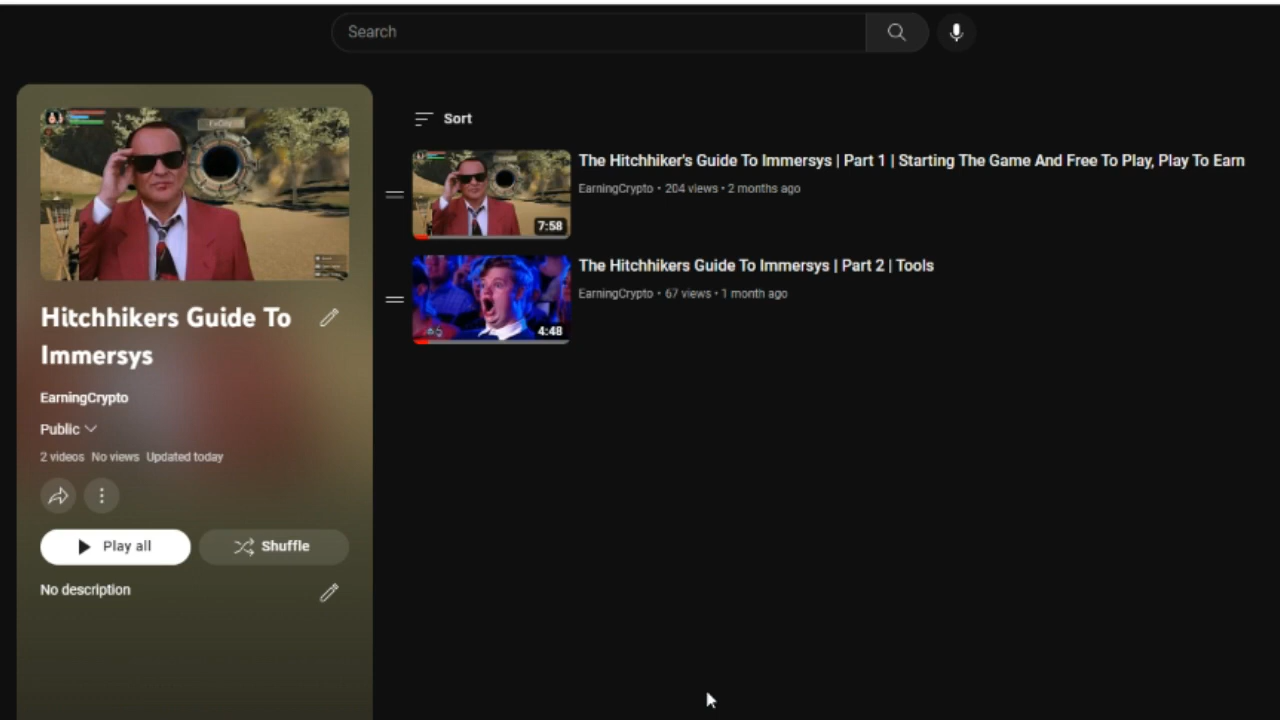 Search
Sort
The Hitchhiker's Guide To Immersys | Part 1 | Starting The Game And Free To Play, Play To Earn
EarningCrypto • 204 views • 2 months ago
7:58
The Hitchhikers Guide To Immersys | Part 2 | Tools
EarningCrypto • 67 views • 1 month ago
4:48
Hitchhikers Guide To
Immersys
EarningCrypto
Public
2 videos No views Updated today
Play all
Shuffle
No description